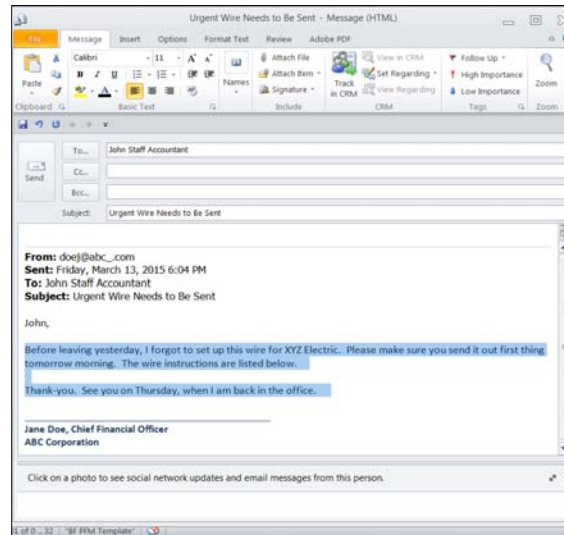 Urgent Wire Needs to Be Sent - Message (HTML)
File Message Insert Options Format Text Review Adobe PDF
Calibri 11
Attach File
View in CRM
Follow Up
Attach Item
Set Regarding
High Importance
Paste
Names
Signature
Track in CRM
View Regarding
Low Importance
Zoom
Clipboard Basic Text Include CRM Tags Zoom
To... John Staff Accountant
Cc...
Send
Bcc...
Subject: Urgent Wire Needs to Be Sent
From: doej@abc_.com
Sent: Friday, March 13, 2015 6:04 PM
To: John Staff Accountant
Subject: Urgent Wire Needs to Be Sent
John,
Before leaving yesterday, I forgot to set up this wire for XYZ Electric. Please make sure you send it out first thing
tomorrow morning. The wire instructions are listed below.
Thank-you. See you on Thursday, when I am back in the office.
Jane Doe, Chief Financial Officer
ABC Corporation
Click on a photo to see social network updates and email messages from this person.
"BF PFM Template"